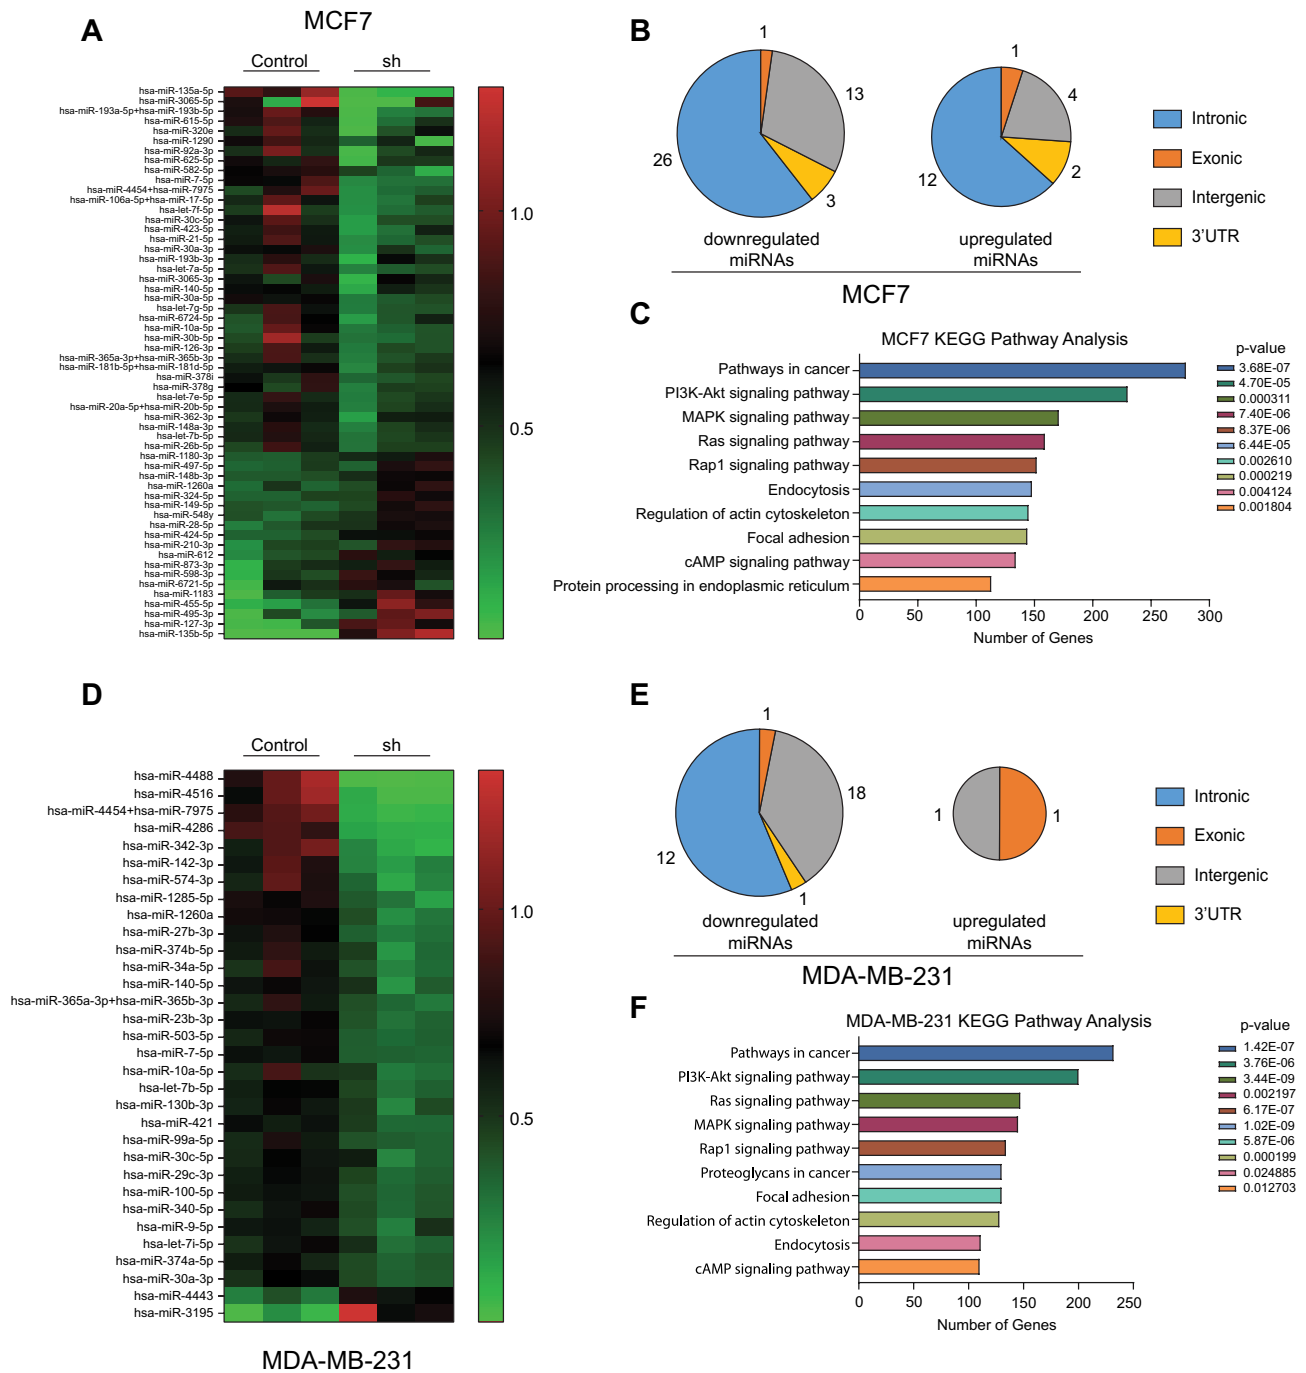 A
MCF7
Control
sh
hsa-miR-135a-5p
hsa-miR-3065-5p
hsa-miR-193a-5p+hsa-miR-193b-5p
hsa-miR-615-5p
hsa-miR-320e
hsa-miR-1290
hsa-miR-92a-3p
hsa-miR-625-5p
hsa-miR-582-5p
hsa-miR-7-5p
hsa-miR-4454+hsa-miR-7975
hsa-miR-106a-5p+hsa-miR-17-5p
hsa-let-7f-5p
hsa-miR-30c-5p
hsa-miR-423-5p
hsa-miR-21-5p
hsa-miR-30a-3p
hsa-miR-193b-3p
hsa-let-7a-5p
hsa-miR-3065-3p
hsa-miR-140-5p
hsa-miR-30a-5p
hsa-let-7g-5p
hsa-miR-6724-5p
hsa-miR-10a-5p
hsa-miR-30b-5p
hsa-miR-126-3p
hsa-miR-365a-3p+hsa-miR-365b-3p
hsa-miR-181b-5p+hsa-miR-181d-5p
hsa-miR-378i
hsa-miR-378g
hsa-let-7e-5p
hsa-miR-20a-5p+hsa-miR-20b-5p
hsa-miR-362-3p
hsa-miR-148a-3p
hsa-let-7b-5p
hsa-miR-26b-5p
hsa-miR-1180-3p
hsa-miR-497-5p
hsa-miR-148b-3p
hsa-miR-1260a
hsa-miR-324-5p
hsa-miR-149-5p
hsa-miR-548y
hsa-miR-28-5p
hsa-miR-424-5p
hsa-miR-210-3p
hsa-miR-612
hsa-miR-873-3p
hsa-miR-598-3p
hsa-miR-6721-5p
hsa-miR-1183
hsa-miR-455-5p
hsa-miR-495-3p
hsa-miR-127-3p
hsa-miR-135b-5p
1.0
0.5
B
1
13
3
26
downregulated
miRNAs
1
4
2
12
upregulated
miRNAs
MCF7
Intronic
Exonic
Intergenic
3'UTR
C
MCF7 KEGG Pathway Analysis
Pathways in cancer
PI3K-Akt signaling pathway
MAPK signaling pathway
Ras signaling pathway
Rap1 signaling pathway
Endocytosis
Regulation of actin cytoskeleton
Focal adhesion
cAMP signaling pathway
Protein processing in endoplasmic reticulum
0 50 100 150 200 250 300
Number of Genes
p-value
3.68E-07
4.70E-05
0.000311
7.40E-06
8.37E-06
6.44E-05
0.002610
0.000219
0.004124
0.001804
D
Control
sh
hsa-miR-4488
hsa-miR-4516
hsa-miR-4454+hsa-miR-7975
hsa-miR-4286
hsa-miR-342-3p
hsa-miR-142-3p
hsa-miR-574-3p
hsa-miR-1285-5p
hsa-miR-1260a
hsa-miR-27b-3p
hsa-miR-374b-5p
hsa-miR-34a-5p
hsa-miR-140-5p
hsa-miR-365a-3p+hsa-miR-365b-3p
hsa-miR-23b-3p
hsa-miR-503-5p
hsa-miR-7-5p
hsa-miR-10a-5p
hsa-let-7b-5p
hsa-miR-130b-3p
hsa-miR-421
hsa-miR-99a-5p
hsa-miR-30c-5p
hsa-miR-29c-3p
hsa-miR-100-5p
hsa-miR-340-5p
hsa-miR-9-5p
hsa-let-7i-5p
hsa-miR-374a-5p
hsa-miR-30a-3p
hsa-miR-4443
hsa-miR-3195
1.0
0.5
MDA-MB-231
E
1
18
1
12
downregulated
miRNAs
1
1
upregulated
miRNAs
MDA-MB-231
Intronic
Exonic
Intergenic
3'UTR
F
MDA-MB-231 KEGG Pathway Analysis
Pathways in cancer
PI3K-Akt signaling pathway
Ras signaling pathway
MAPK signaling pathway
Rap1 signaling pathway
Proteoglycans in cancer
Focal adhesion
Regulation of actin cytoskeleton
Endocytosis
cAMP signaling pathway
0 50 100 150 200 250
Number of Genes
p-value
1.42E-07
3.76E-06
3.44E-09
0.002197
6.17E-07
1.02E-09
5.87E-06
0.000199
0.024885
0.012703